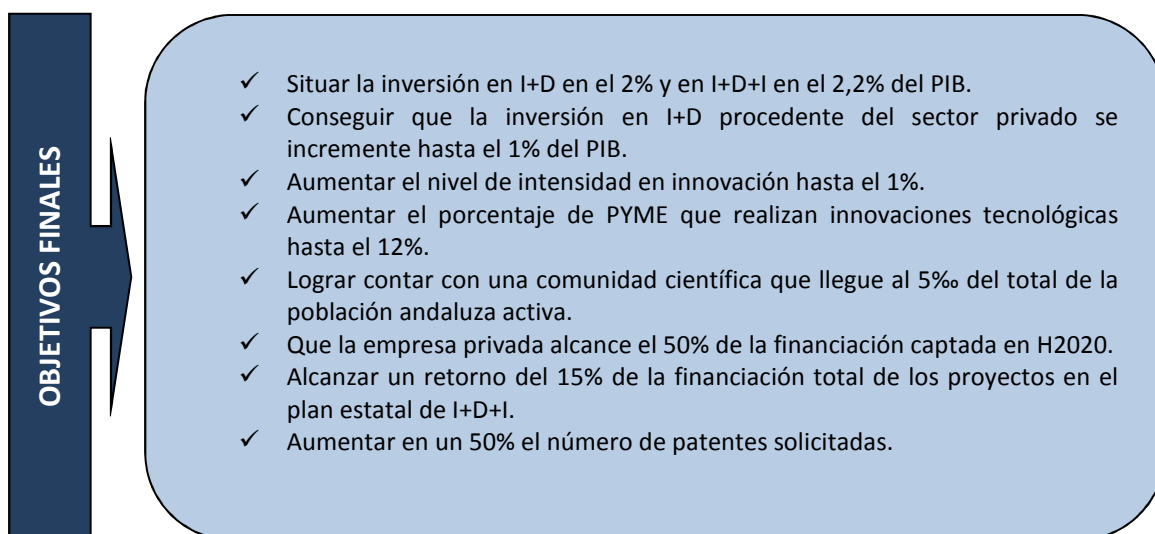 OBJETIVOS FINALES
✓ Situar la inversión en I+D en el 2% y en I+D+I en el 2,2% del PIB.
✓ Conseguir que la inversión en I+D procedente del sector privado se
incremente hasta el 1% del PIB.
✓ Aumentar el nivel de intensidad en innovación hasta el 1%.
✓ Aumentar el porcentaje de PYME que realizan innovaciones tecnológicas
hasta el 12%.
✓ Lograr contar con una comunidad científica que llegue al 5‰ del total de la
población andaluza activa.
✓ Que la empresa privada alcance el 50% de la financiación captada en H2020.
✓ Alcanzar un retorno del 15% de la financiación total de los proyectos en el
plan estatal de I+D+I.
✓ Aumentar en un 50% el número de patentes solicitadas.